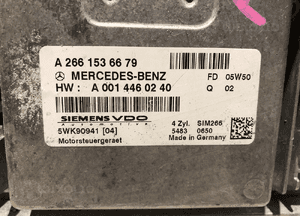 A 266 153 66 79
MERCEDES-BENZ FD 05W50
HW : A 001 446 02 40 Q 02
SIEMENS VDO
Automotive 4 Zyl. SIM266
5WK90941 [04] 5483 0650
Motorsteuergeraet Made in Germany